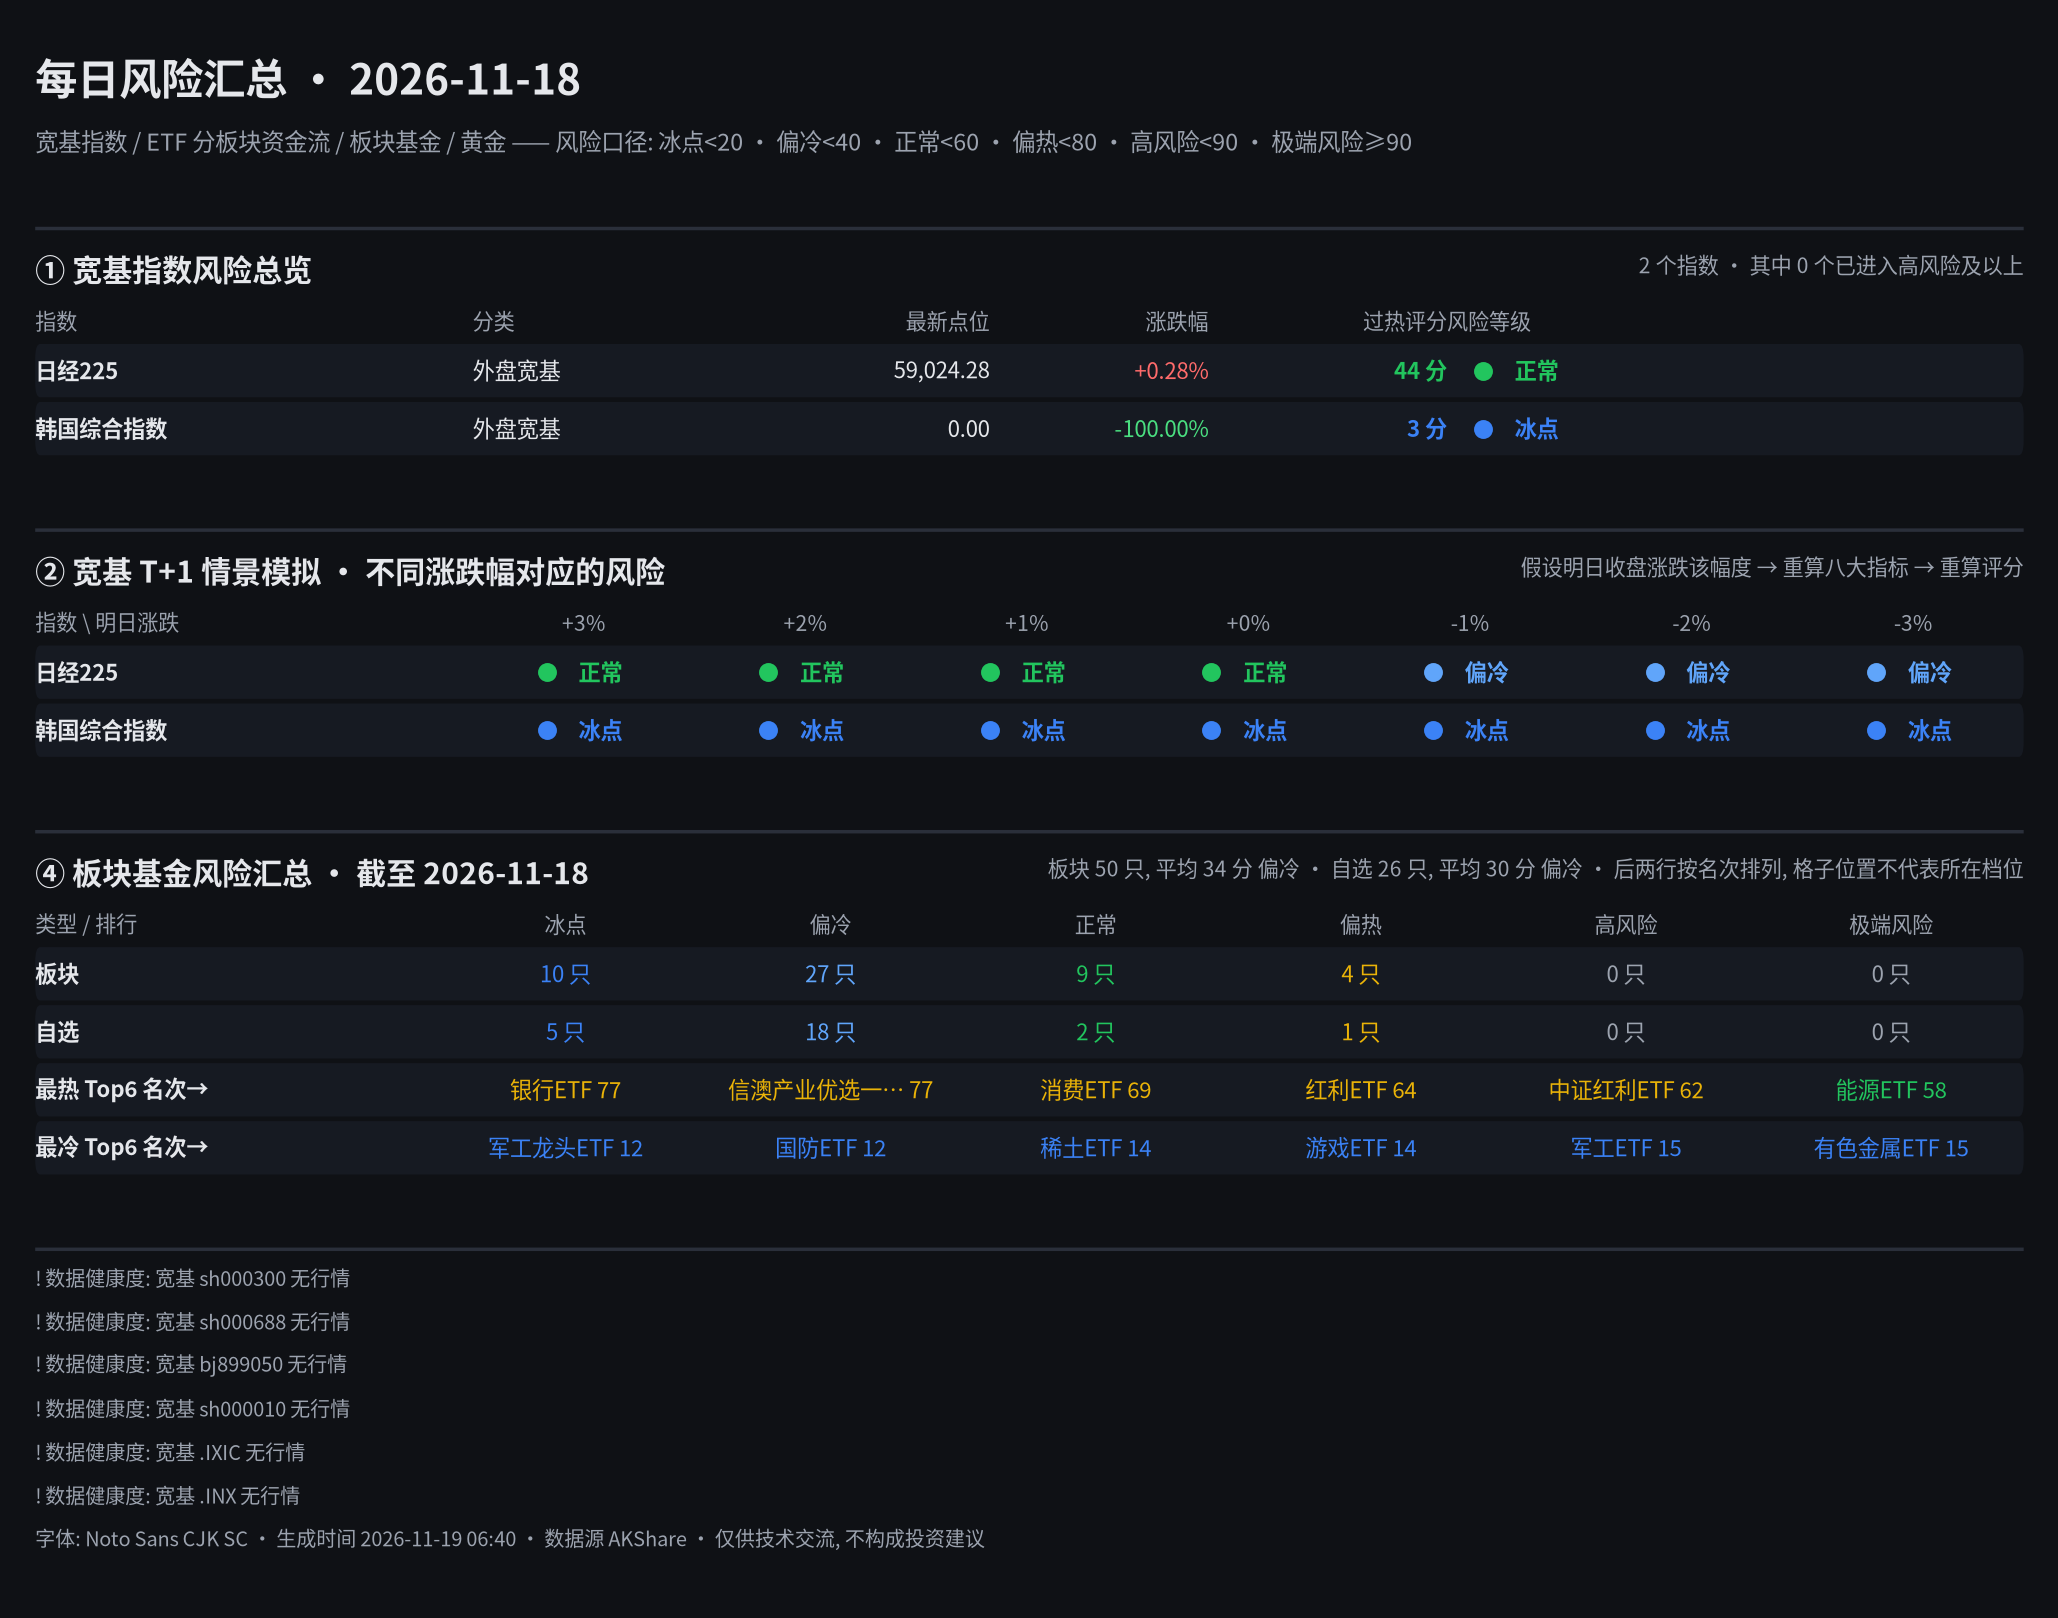 每日风险汇总 · 2026-11-18
宽基指数 / ETF 分板块资金流 / 板块基金 / 黄金 —— 风险口径: 冰点<20 · 偏冷<40 · 正常<60 · 偏热<80 · 高风险<90 · 极端风险≥90
① 宽基指数风险总览 2 个指数 · 其中 0 个已进入高风险及以上
指数 分类 最新点位 涨跌幅 过热评分 风险等级
日经225 外盘宽基 59,024.28 +0.28% 44 分 ● 正常
韩国综合指数 外盘宽基 0.00 -100.00% 3 分 ● 冰点
② 宽基 T+1 情景模拟 · 不同涨跌幅对应的风险 假设明日收盘涨跌该幅度 → 重算八大指标 → 重算评分
指数 \ 明日涨跌 +3% +2% +1% +0% -1% -2% -3%
日经225 ● 正常 ● 正常 ● 正常 ● 正常 ● 偏冷 ● 偏冷 ● 偏冷
韩国综合指数 ● 冰点 ● 冰点 ● 冰点 ● 冰点 ● 冰点 ● 冰点 ● 冰点
④ 板块基金风险汇总 · 截至 2026-11-18 板块 50 只, 平均 34 分 偏冷 · 自选 26 只, 平均 30 分 偏冷 · 后两行按名次排列, 格子位置不代表所在档位
类型 / 排行 冰点 偏冷 正常 偏热 高风险 极端风险
板块 10 只 27 只 9 只 4 只 0 只 0 只
自选 5 只 18 只 2 只 1 只 0 只 0 只
最热 Top6 名次→ 银行ETF 77 信澳产业优选一… 77 消费ETF 69 红利ETF 64 中证红利ETF 62 能源ETF 58
最冷 Top6 名次→ 军工龙头ETF 12 国防ETF 12 稀土ETF 14 游戏ETF 14 军工ETF 15 有色金属ETF 15
! 数据健康度: 宽基 sh000300 无行情
! 数据健康度: 宽基 sh000688 无行情
! 数据健康度: 宽基 bj899050 无行情
! 数据健康度: 宽基 sh000010 无行情
! 数据健康度: 宽基 .IXIC 无行情
! 数据健康度: 宽基 .INX 无行情
字体: Noto Sans CJK SC · 生成时间 2026-11-19 06:40 · 数据源 AKShare · 仅供技术交流, 不构成投资建议